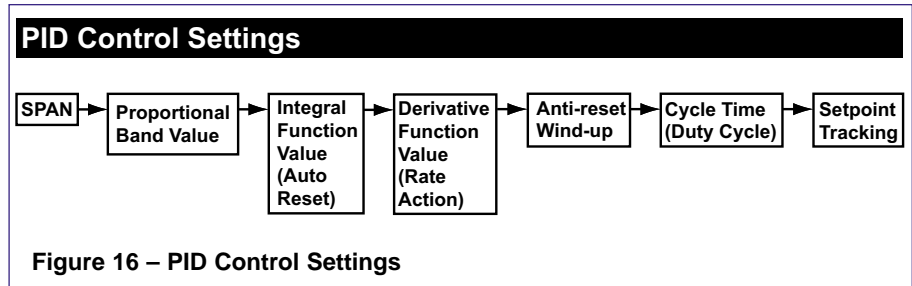 PID Control Settings
SPAN
Proportional
Band Value
Integral
Function
Value
(Auto
Reset)
Derivative
Function
Value
(Rate
Action)
Anti-reset
Wind-up
Cycle Time
(Duty Cycle)
Setpoint
Tracking
Figure 16 – PID Control Settings